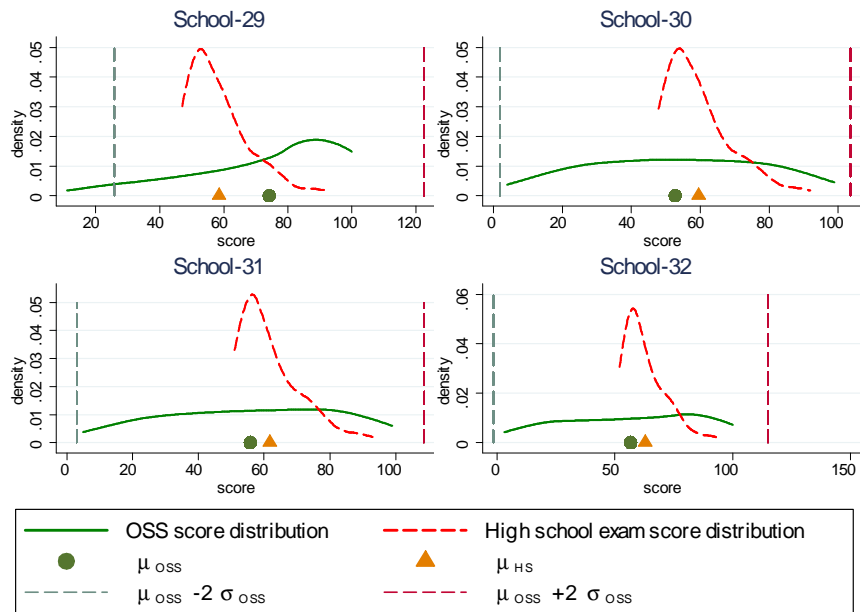 School-29
School-30
density
0 .01 .02 .03 .04 .05
20 40 60 80 100 120
score
density
0 .01 .02 .03 .04 .05
0 20 40 60 80 100
score
School-31
School-32
density
0 .01 .02 .03 .04 .05
0 20 40 60 80 100
score
density
0 .02 .04 .06
0 50 100 150
score
OSS score distribution
High school exam score distribution
μ OSS
μ HS
μ OSS -2 σ OSS
μ OSS +2 σ OSS